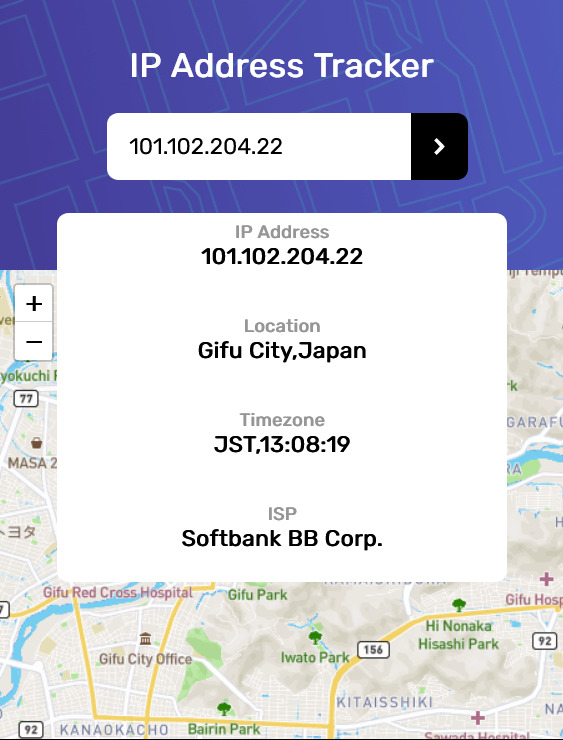 IP Address Tracker
101.102.204.22
IP Address
101.102.204.22
+
Location
Gifu City,Japan
−
77
Timezone
JST,13:08:19
MASA 2
ISP
Softbank BB Corp.
Gifu Red Cross Hospital
Gifu Park
Gifu Hosp
Hi Nonaka
Hisashi Park
92
156
Gifu City Office
Iwato Park
KITAISSHIKI
92
KANAOKACHO
Bairin Park
Sawada Hospital